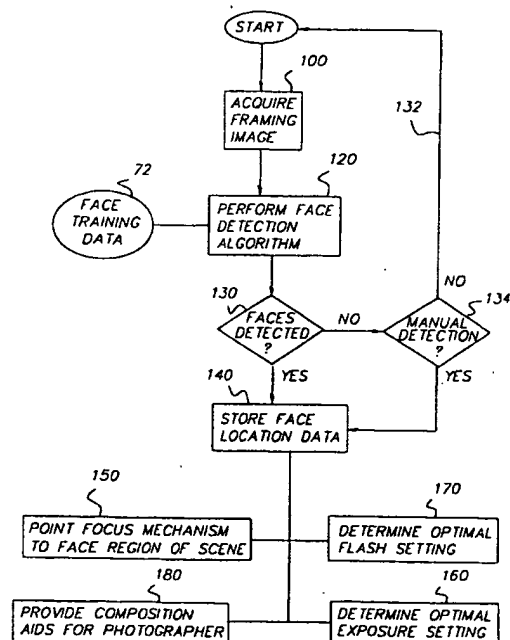 START
100
ACQUIRE
FRAMING
IMAGE
132
72
FACE
TRAINING
DATA
120
PERFORM FACE
DETECTION
ALGORITHM
130
FACES
DETECTED
?
NO
NO
134
MANUAL
DETECTION
?
YES
YES
140
STORE FACE
LOCATION DATA
150
POINT FOCUS MECHANISM
TO FACE REGION OF SCENE
170
DETERMINE OPTIMAL
FLASH SETTING
180
PROVIDE COMPOSITION
AIDS FOR PHOTOGRAPHER
160
DETERMINE OPTIMAL
EXPOSURE SETTING